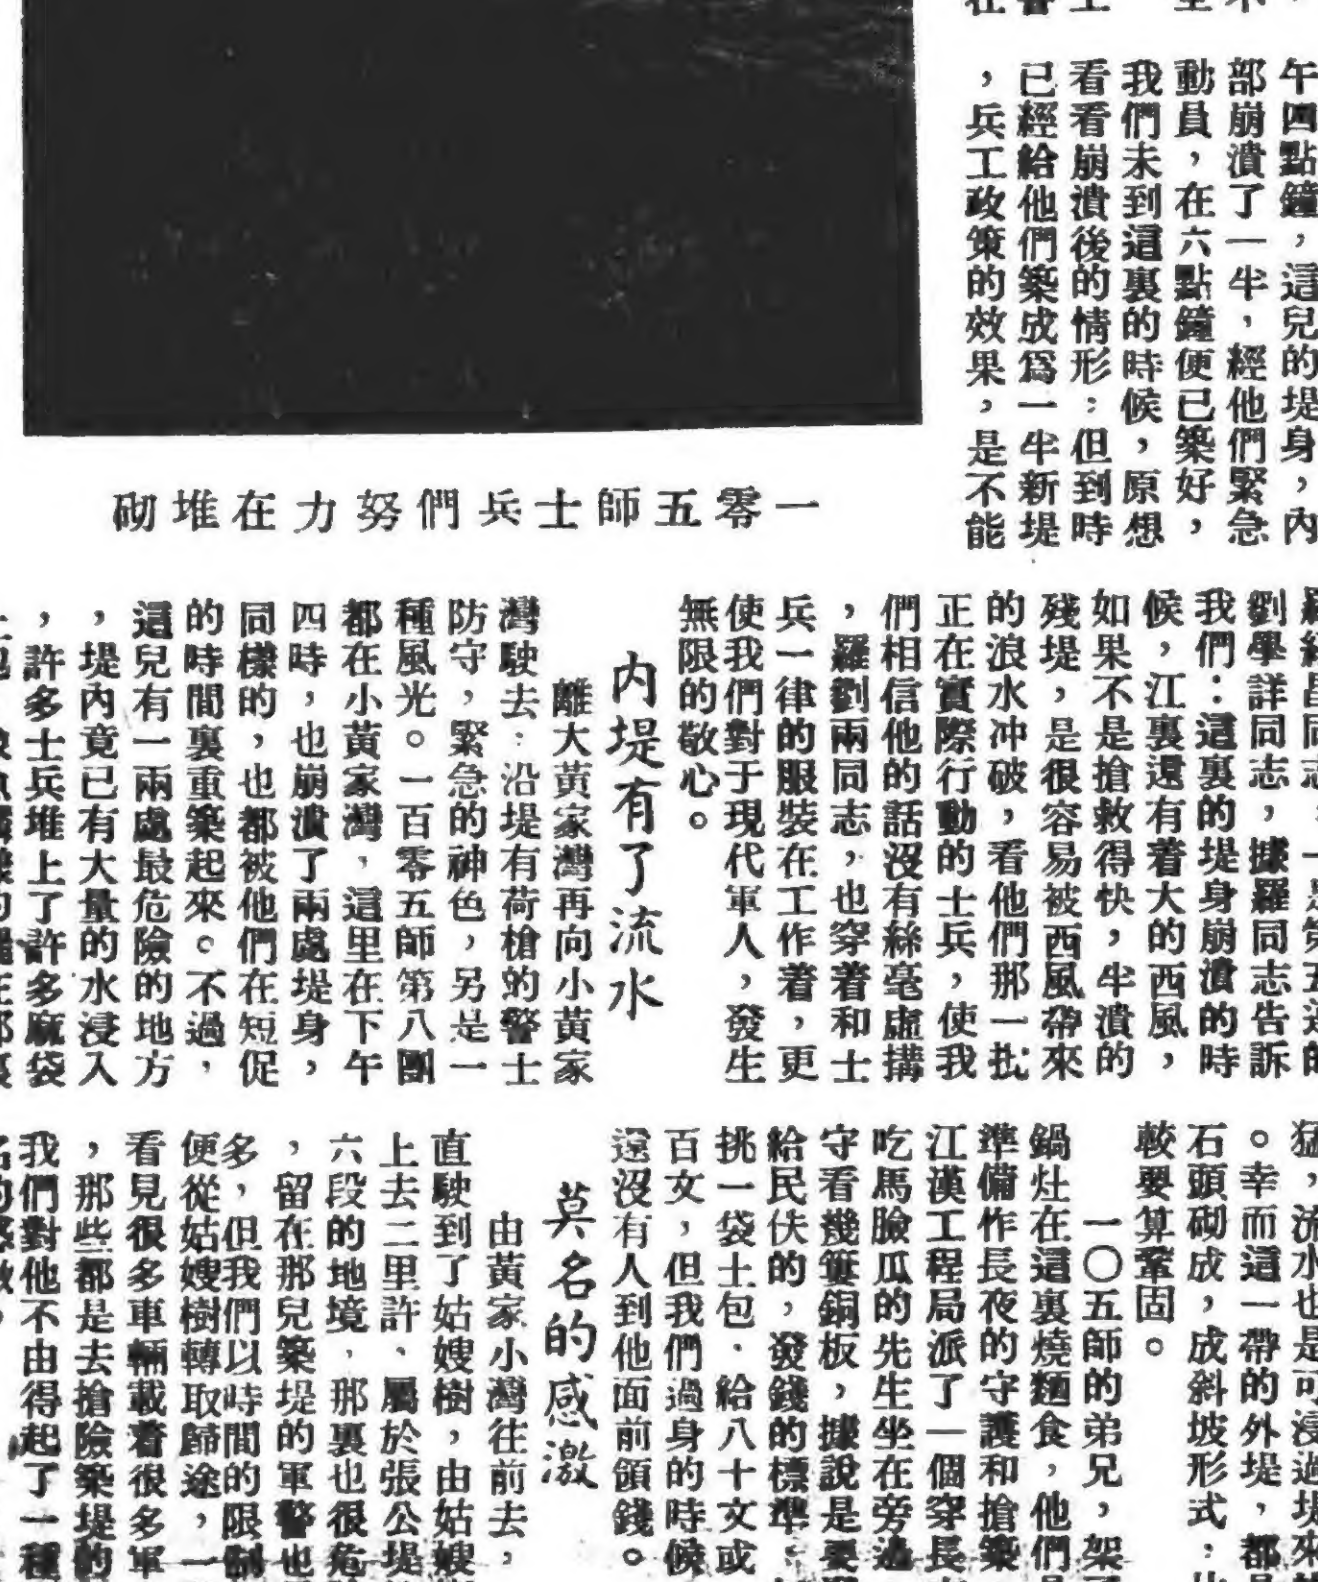 午四點鐘，這兒的堤身，內
部崩潰了一半，經他們緊急
動員，在六點鐘便已築好，
我們未到這裏的時候，原想
看看崩潰後的情形；但到時
已經給他們築成爲一半新堤
，兵工政策的效果，是不能
一零五師士兵們努力在堆砌
劉學詳同志，據羅同志告訴
我們：這裏的堤身崩潰的時
候，江裏還有着大的西風，
如果不是搶救得快，半潰的
殘堤，是很容易被西風帶來
的浪水冲破，看他們那一批
正在實際行動的士兵，使我
們相信他的話沒有絲毫虛搆
，羅劉兩同志，也穿着和士
兵一律的服裝在工作着，更
使我們對于現代軍人，發生
無限的敬心。
內堤有了流水
離大黃家灣再向小黃家
灣駛去：沿堤有荷槍的警士
防守，緊急的神色，另是一
種風光。一百零五師第八團
都在小黃家灣，這里在下午
四時，也崩潰了兩處堤身，
同樣的，也都被他們在短促
的時間裏重築起來。不過，
這兒有一兩處最危險的地方
，堤內竟已有大量的水浸入
，許多士兵堆上了許多麻袋
猛，流水也是可浸過堤來
。幸而這一帶的外堤，都
石頭砌成，成斜坡形式，
較要算鞏固。
一〇五師的弟兄，架
鍋灶在這裏燒麵食，他們
準備作長夜的守護和搶築
江漢工程局派了一個穿長
吃馬臉瓜的先生坐在旁邊
守看幾簍銅板，據說是要
給民伕的，發錢的標準：
挑一袋土包，給八十文或
百文，但我們過身的時候
還沒有人到他面前領錢。
莫名的感激
由黃家小灣往前去，
直駛到了姑嫂樹，由姑嫂
上去二里許，屬於張公堤
六段的地境，那裏也很危
，留在那兒築堤的軍警也
多，但我們以時間的限制
便從姑嫂樹轉取歸途，一
看見很多車輛載着很多軍
，那些都是去搶險築堤的
我們對他不由得起了一種